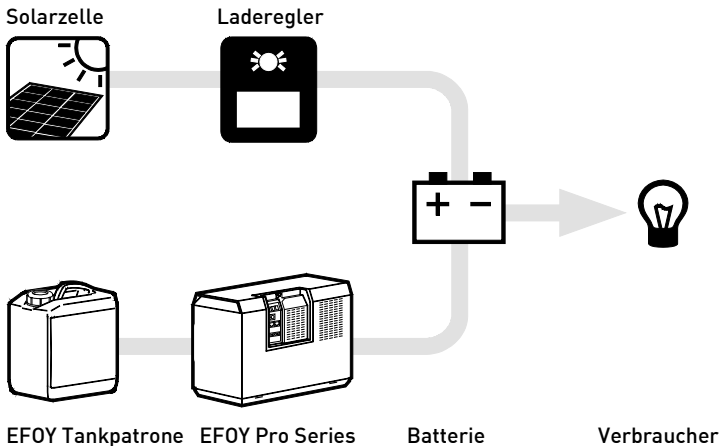 Solarzelle
Laderegler
+ −
EFOY Tankpatrone
EFOY Pro Series
Batterie
Verbraucher